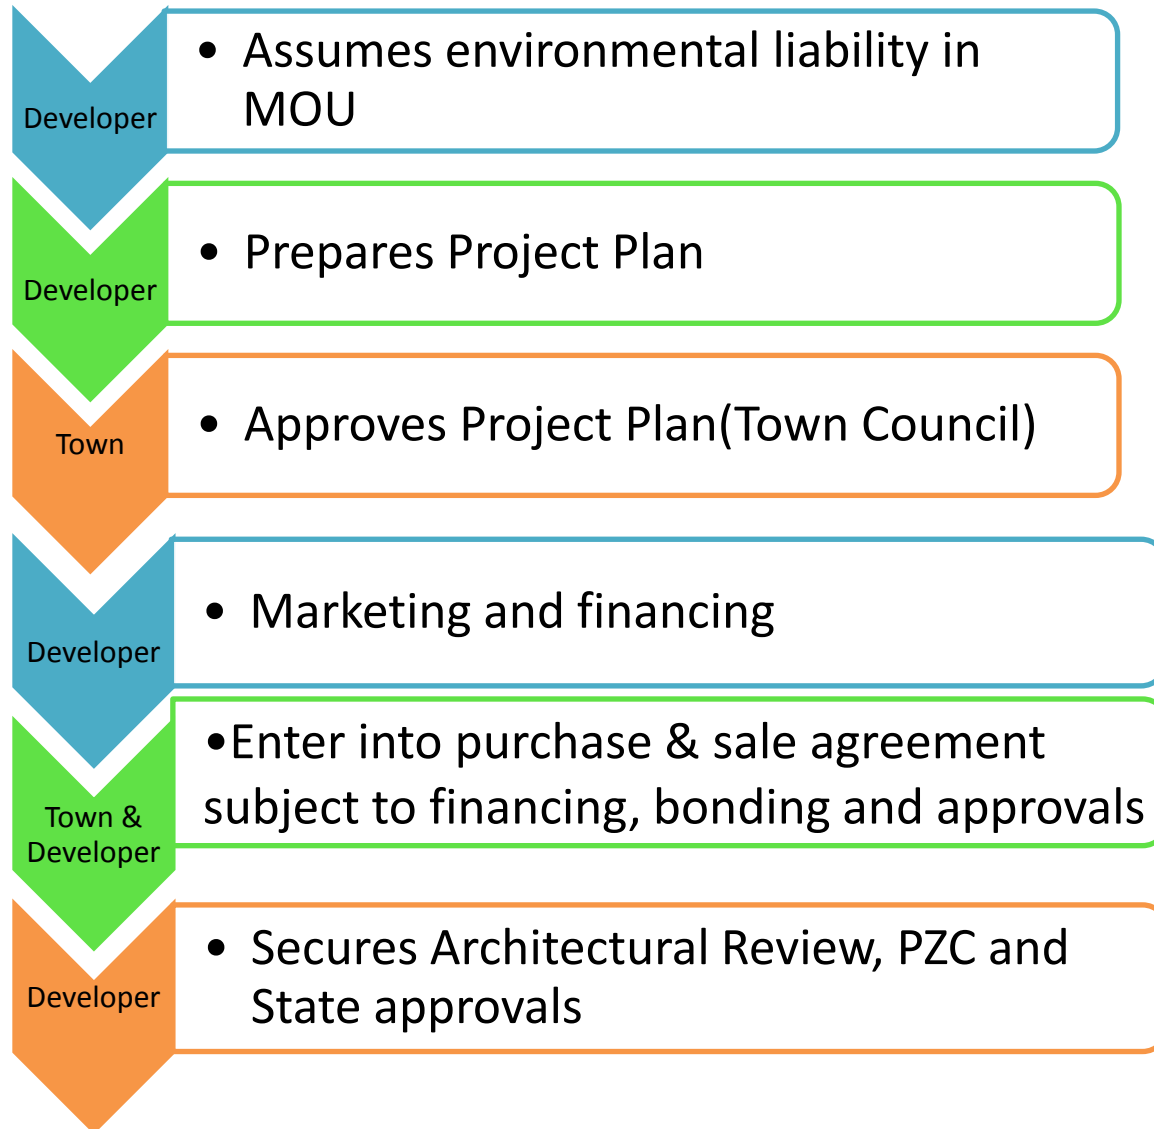 Developer
• Assumes environmental liability in
MOU
Developer
• Prepares Project Plan
Town
• Approves Project Plan(Town Council)
Developer
• Marketing and financing
Town &
Developer
•Enter into purchase & sale agreement
subject to financing, bonding and approvals
Developer
• Secures Architectural Review, PZC and
State approvals